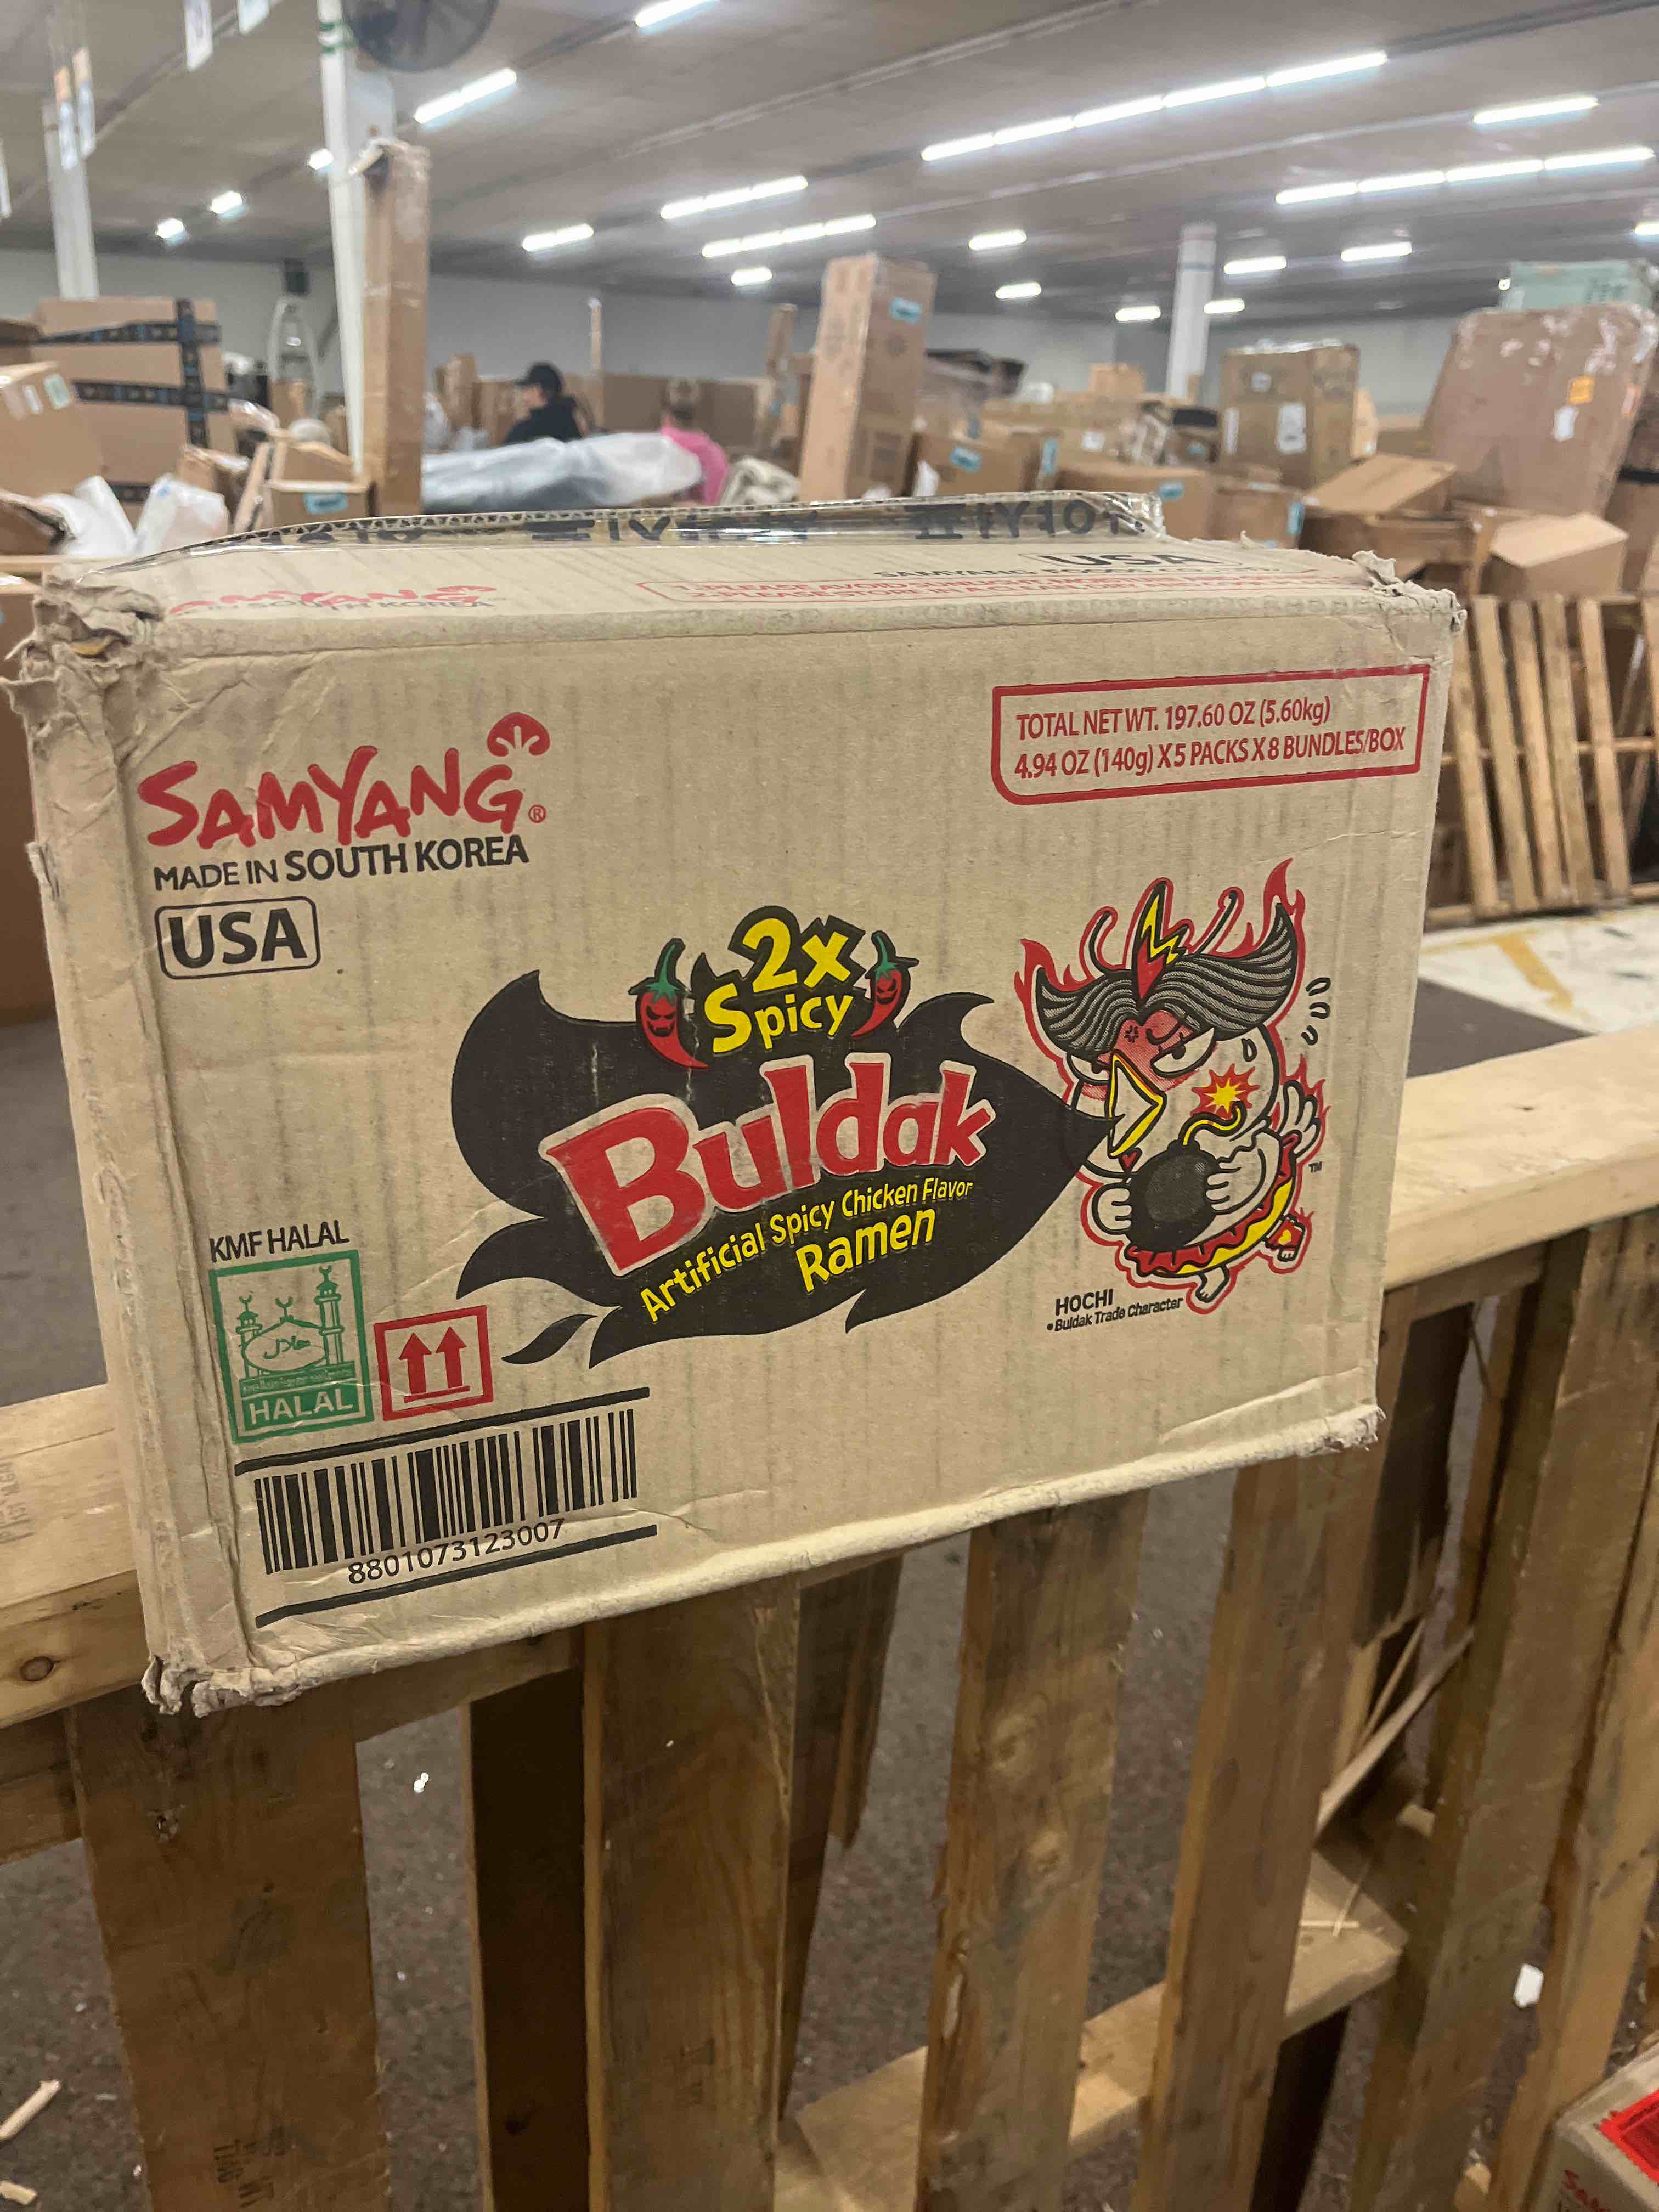 USA
SAMYANG
MADE IN SOUTH KOREA
USA
TOTAL NET WT. 197.60 OZ (5.60kg)
4.94 OZ (140g) X 5 PACKS X 8 BUNDLES/BOX
2x
Spicy
Buldak
Artificial Spicy Chicken Flavor
Ramen
HOCHI
•Buldak Trade Character
TM
KMF HALAL
حلال
HALAL
8801073123007